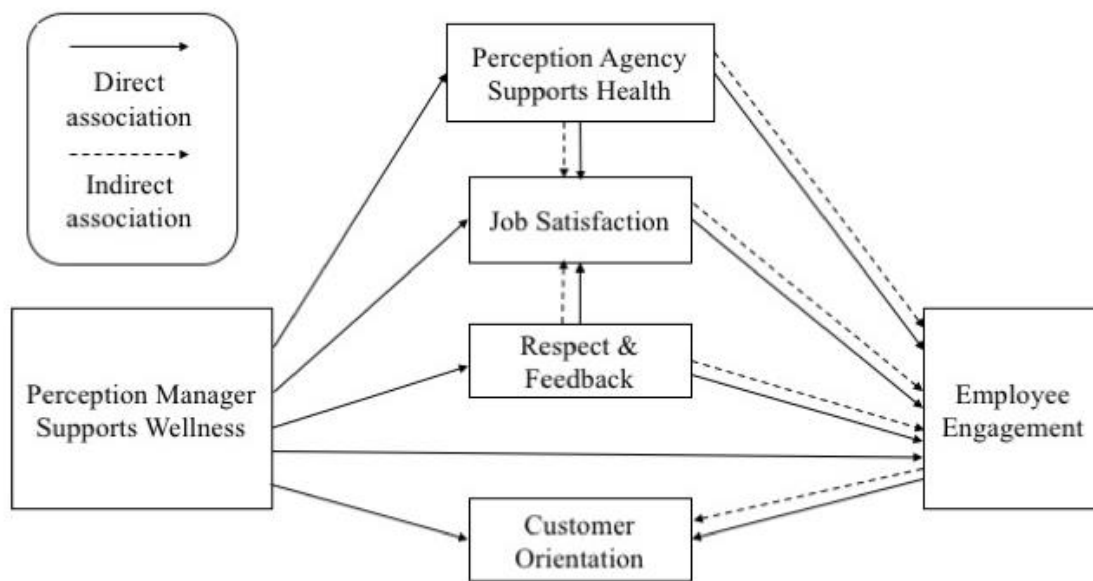 Direct
association
Indirect
association
Perception Agency
Supports Health
Job Satisfaction
Respect &
Feedback
Perception Manager
Supports Wellness
Employee
Engagement
Customer
Orientation